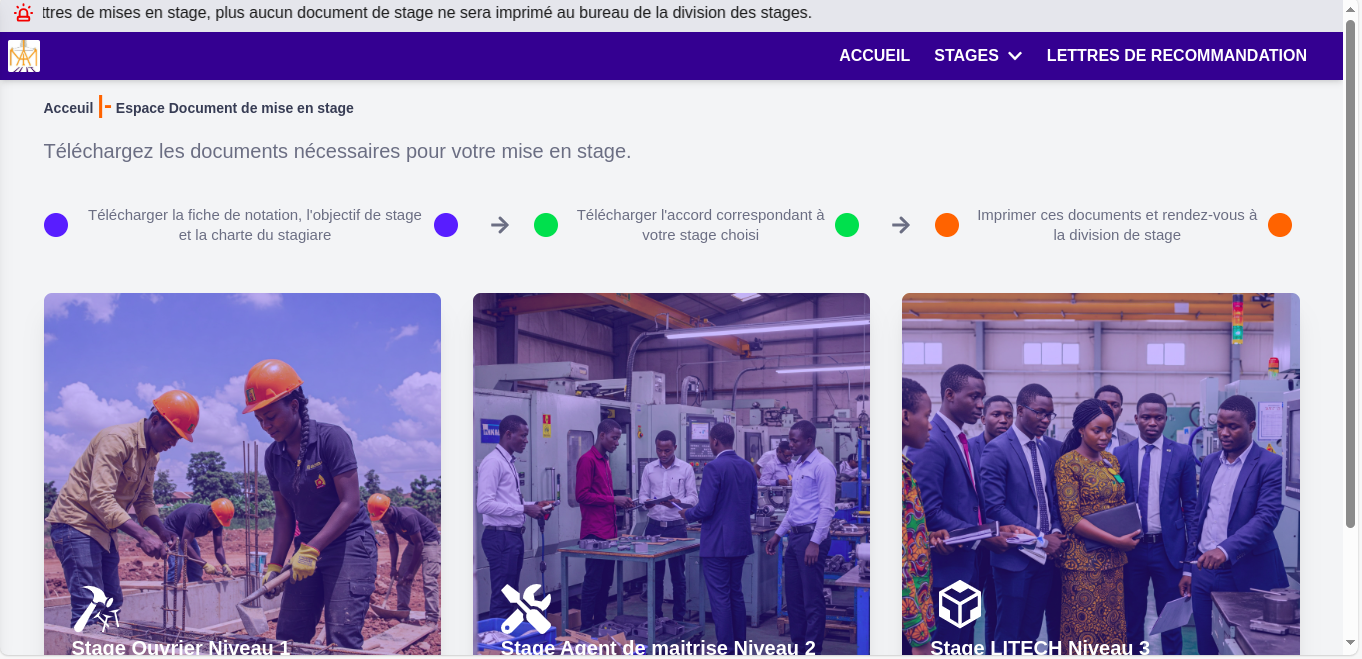 tres de mises en stage, plus aucun document de stage ne sera imprimé au bureau de la division des stages.
ACCUEIL STAGES LETTRES DE RECOMMANDATION
Acceuil Espace Document de mise en stage
Téléchargez les documents nécessaires pour votre mise en stage.
Télécharger la fiche de notation, l'objectif de stage
et la charte du stagiare
Télécharger l'accord correspondant à
votre stage choisi
Imprimer ces documents et rendez-vous à
la division de stage
Stage Ouvrier Niveau 1
Stage Agent de maitrise Niveau 2
Stage LITECH Niveau 3